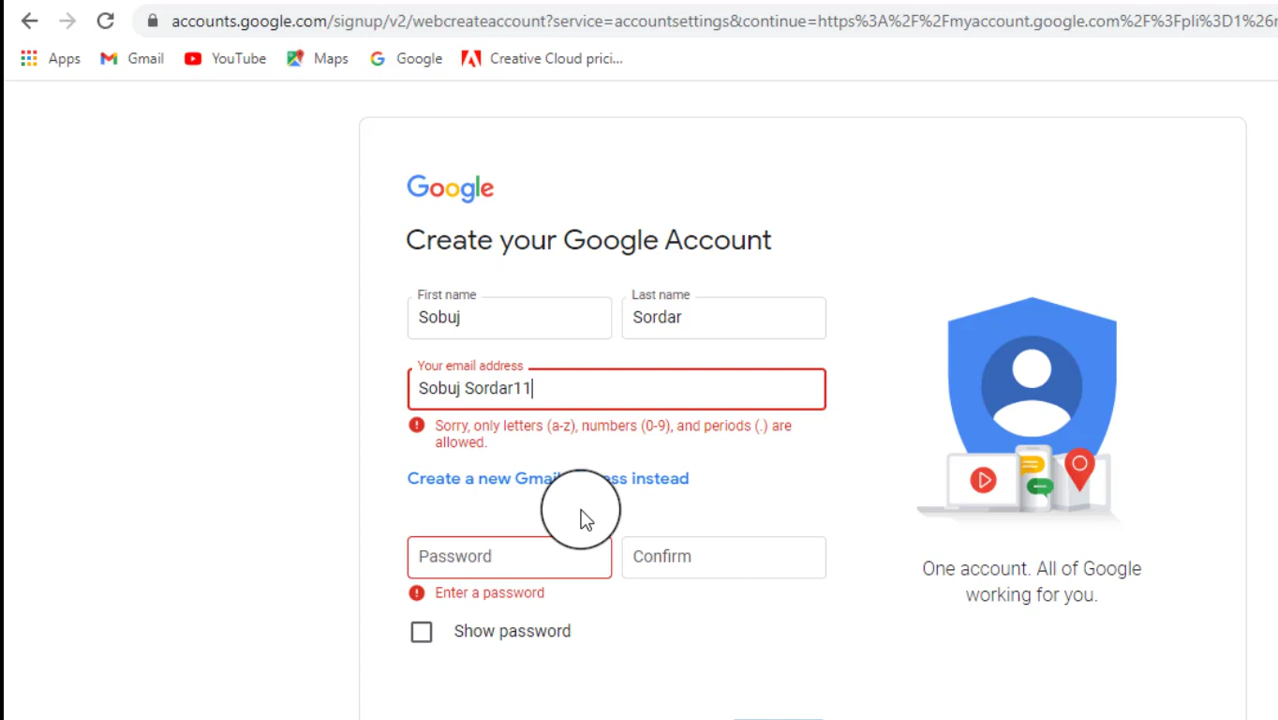 accounts.google.com/signup/v2/webcreateaccount?service=accountsettings&continue=https%3A%2F%2Fmyaccount.google.com%2F%3Fpli%3D1%26
Apps Gmail YouTube Maps Google Creative Cloud prici...
Google
Create your Google Account
First name Last name
Sobuj Sordar
Your email address
Sobuj Sordar11
Sorry, only letters (a-z), numbers (0-9), and periods (.) are
allowed.
Create a new Gmail instead
Password Confirm
Enter a password
Show password
One account. All of Google
working for you.